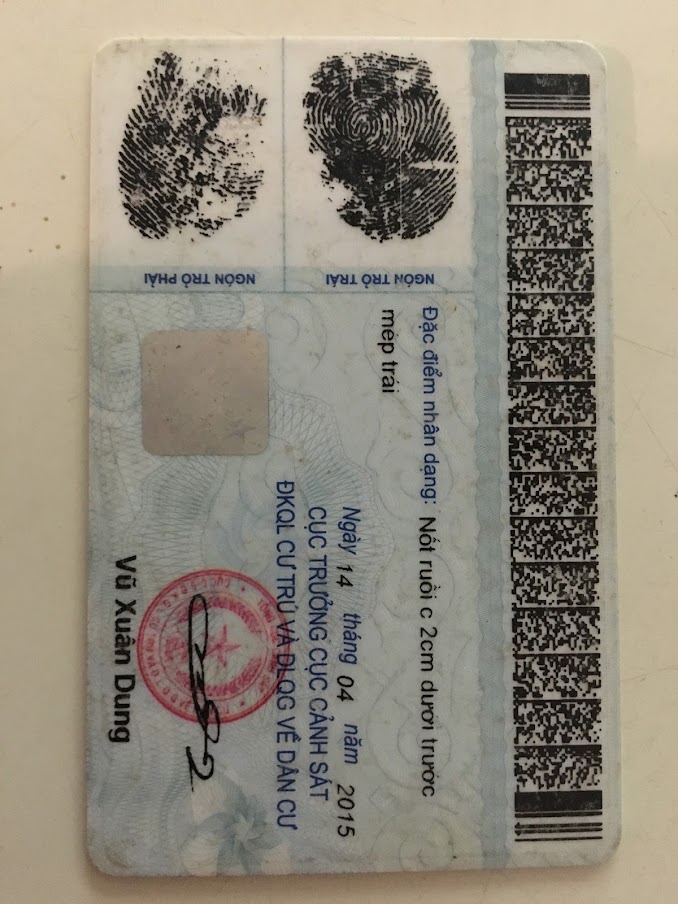 NGÓN TRỎ TRÁI
Đặc điểm nhân dạng: Nốt ruồi c 2cm dưới trước
mép trái
Ngày 14 tháng 04 năm 2015
CỤC TRƯỞNG CỤC CẢNH SÁT
ĐKQL CƯ TRÚ VÀ DLQG VỀ DÂN CƯ
NGÓN TRỎ PHẢI
Vũ Xuân Dung